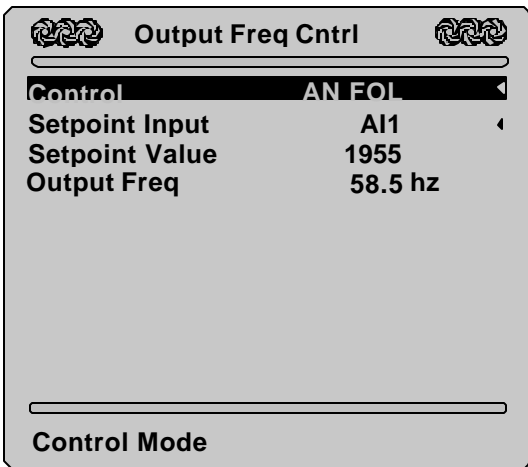 Output Freq Cntrl
Control AN FOL
Setpoint Input AI1
Setpoint Value 1955
Output Freq 58.5 hz
Control Mode